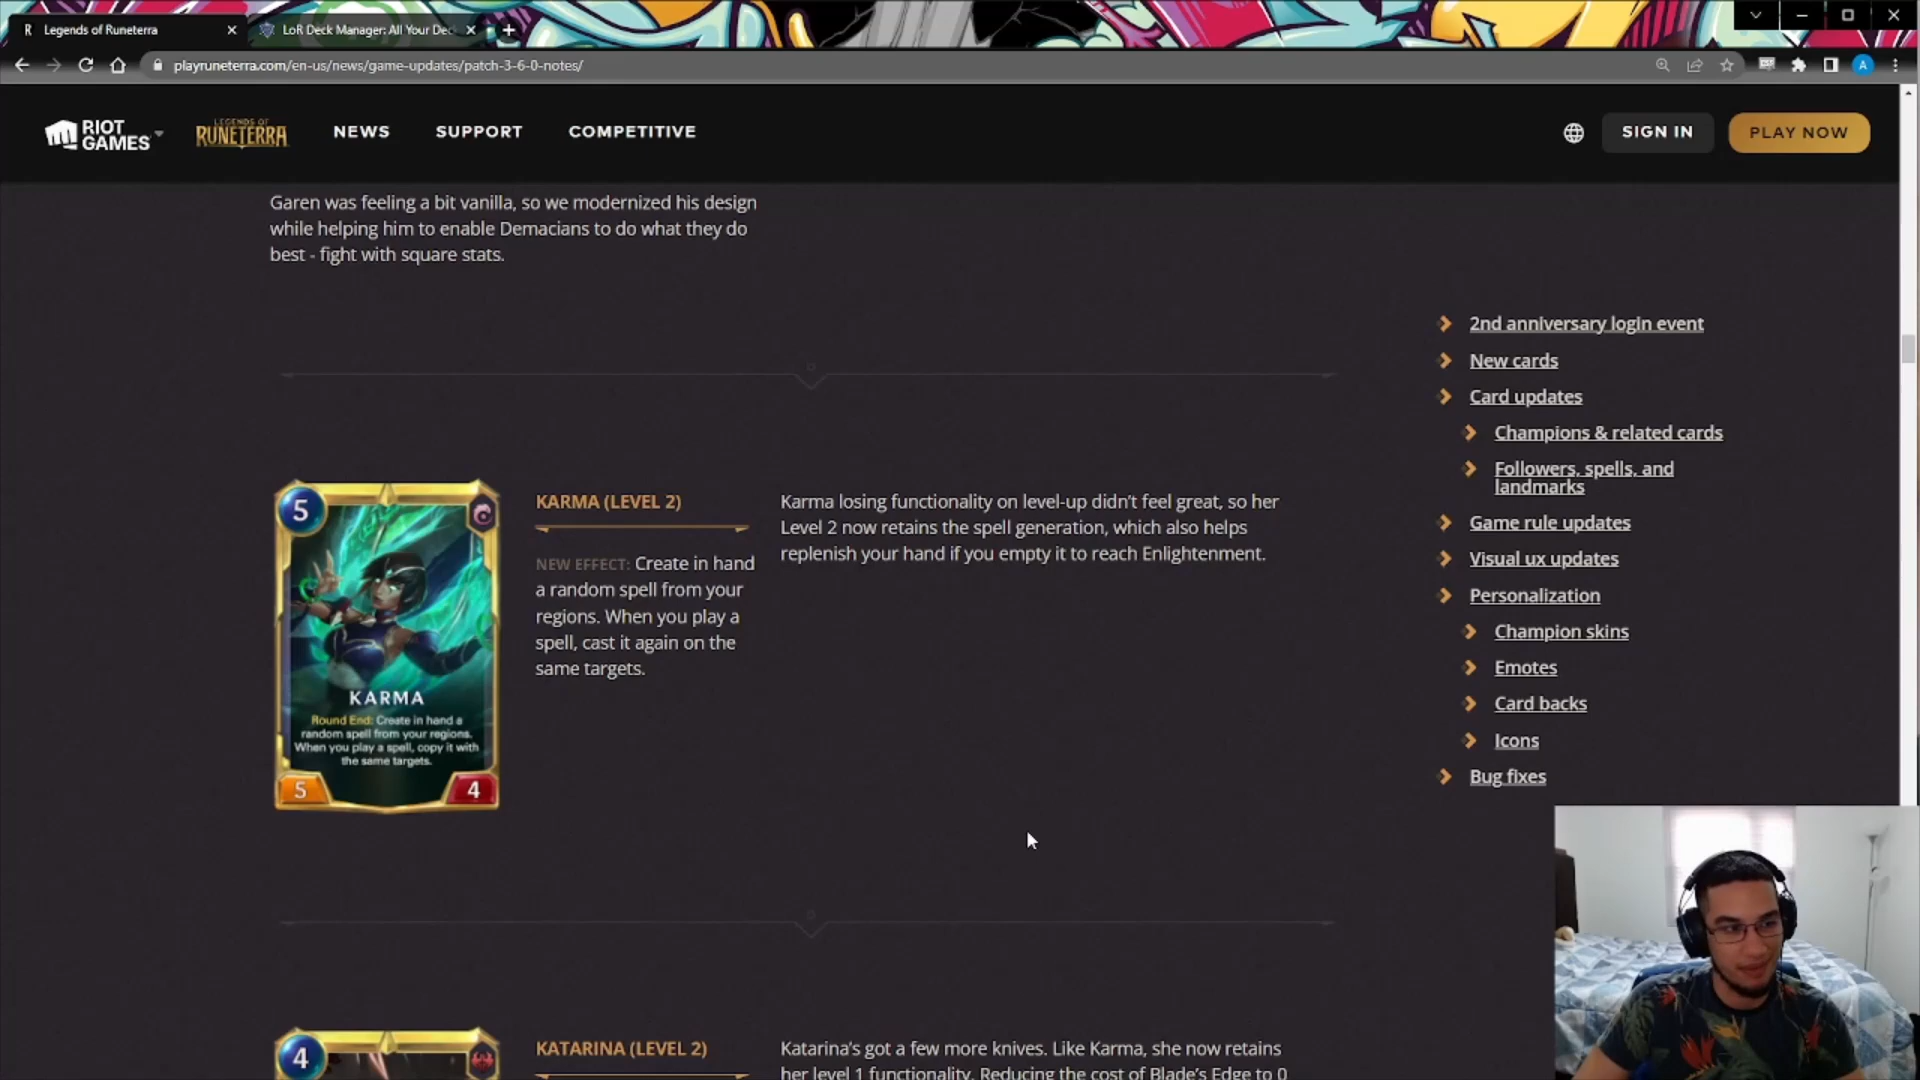 Legends of Runeterra
LoR Deck Manager: All Your Dec
playruneterra.com/en-us/news/game-updates/patch-3-6-0-notes/
A
RIOT GAMES
LEGENDS OF RUNETERRA
NEWS
SUPPORT
COMPETITIVE
SIGN IN
PLAY NOW
Garen was feeling a bit vanilla, so we modernized his design
while helping him to enable Demacians to do what they do
best - fight with square stats.
5
KARMA
Round End: Create in hand a
random spell from your regions.
When you play a spell, copy it with
the same targets.
5
4
KARMA (LEVEL 2)
NEW EFFECT: Create in hand
a random spell from your
regions. When you play a
spell, cast it again on the
same targets.
Karma losing functionality on level-up didn't feel great, so her
Level 2 now retains the spell generation, which also helps
replenish your hand if you empty it to reach Enlightenment.
4
KATARINA (LEVEL 2)
Katarina's got a few more knives. Like Karma, she now retains
her level 1 functionality. Reducing the cost of Blade's Edge to 0
2nd anniversary login event
New cards
Card updates
Champions & related cards
Followers, spells, and
landmarks
Game rule updates
Visual ux updates
Personalization
Champion skins
Emotes
Card backs
Icons
Bug fixes